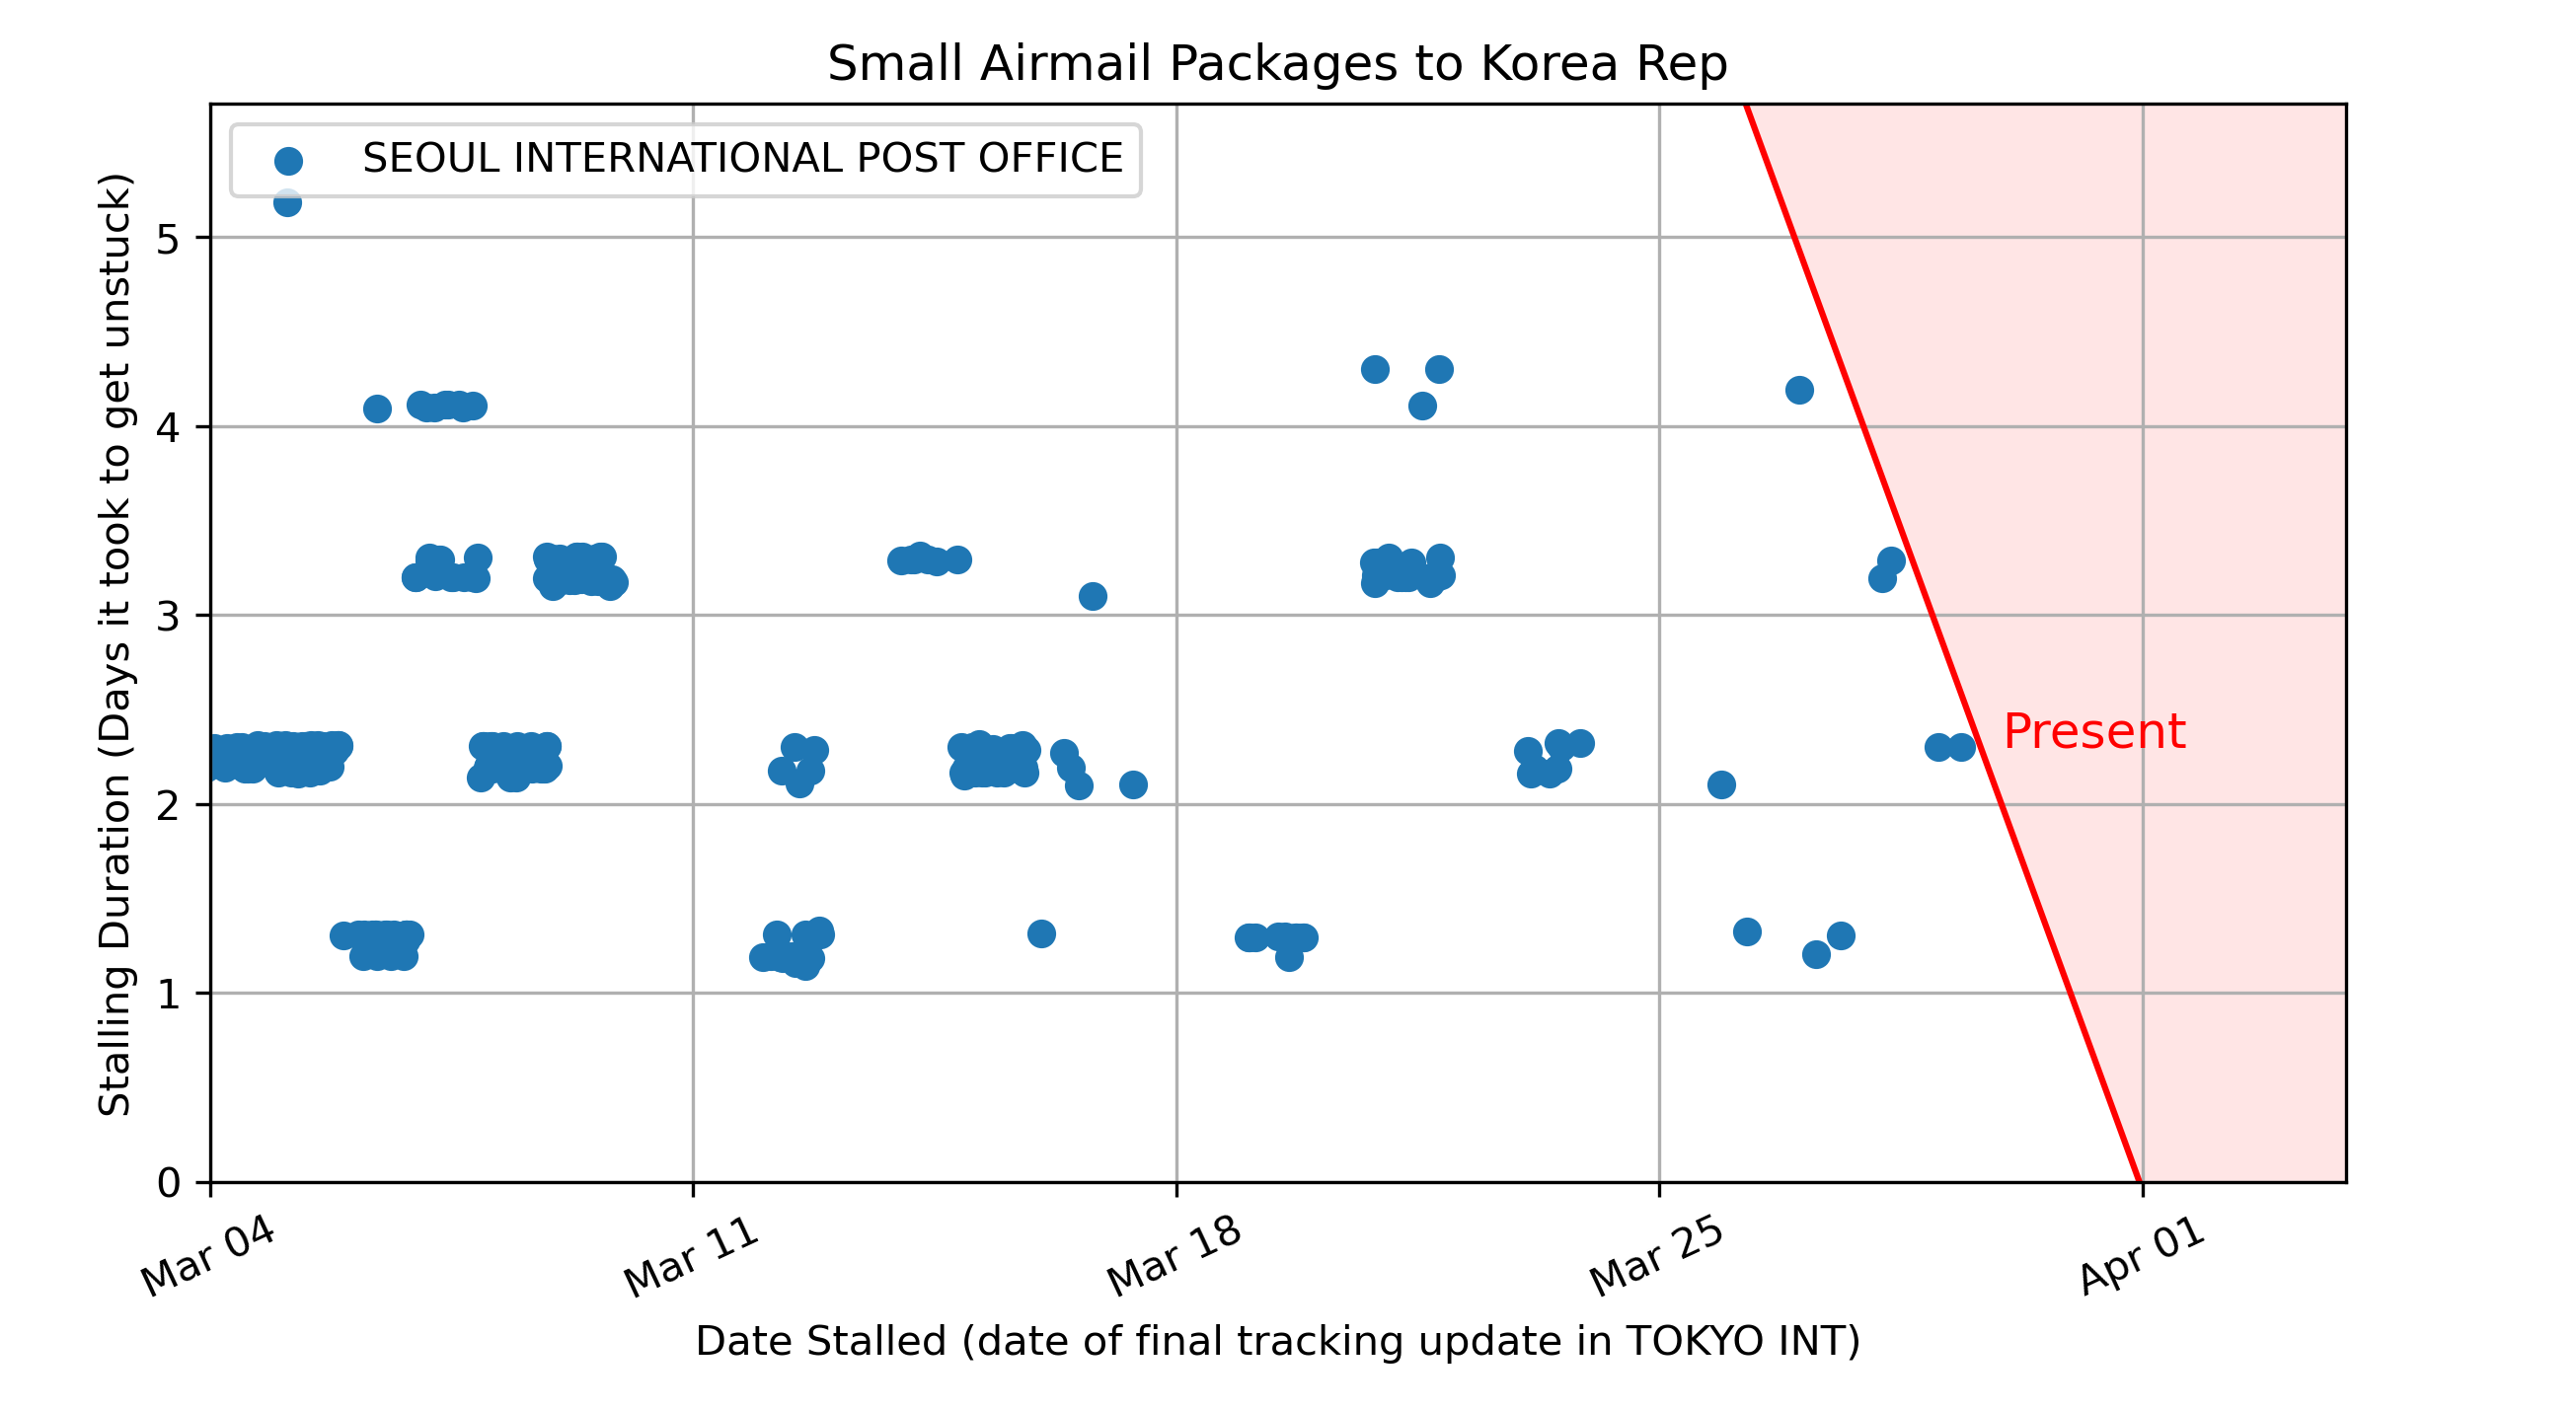 Small Airmail Packages to Korea Rep
SEOUL INTERNATIONAL POST OFFICE
Stalling Duration (Days it took to get unstuck)
5
4
3
2
1
0
Present
Mar 04
Mar 11
Mar 18
Mar 25
Apr 01
Date Stalled (date of final tracking update in TOKYO INT)